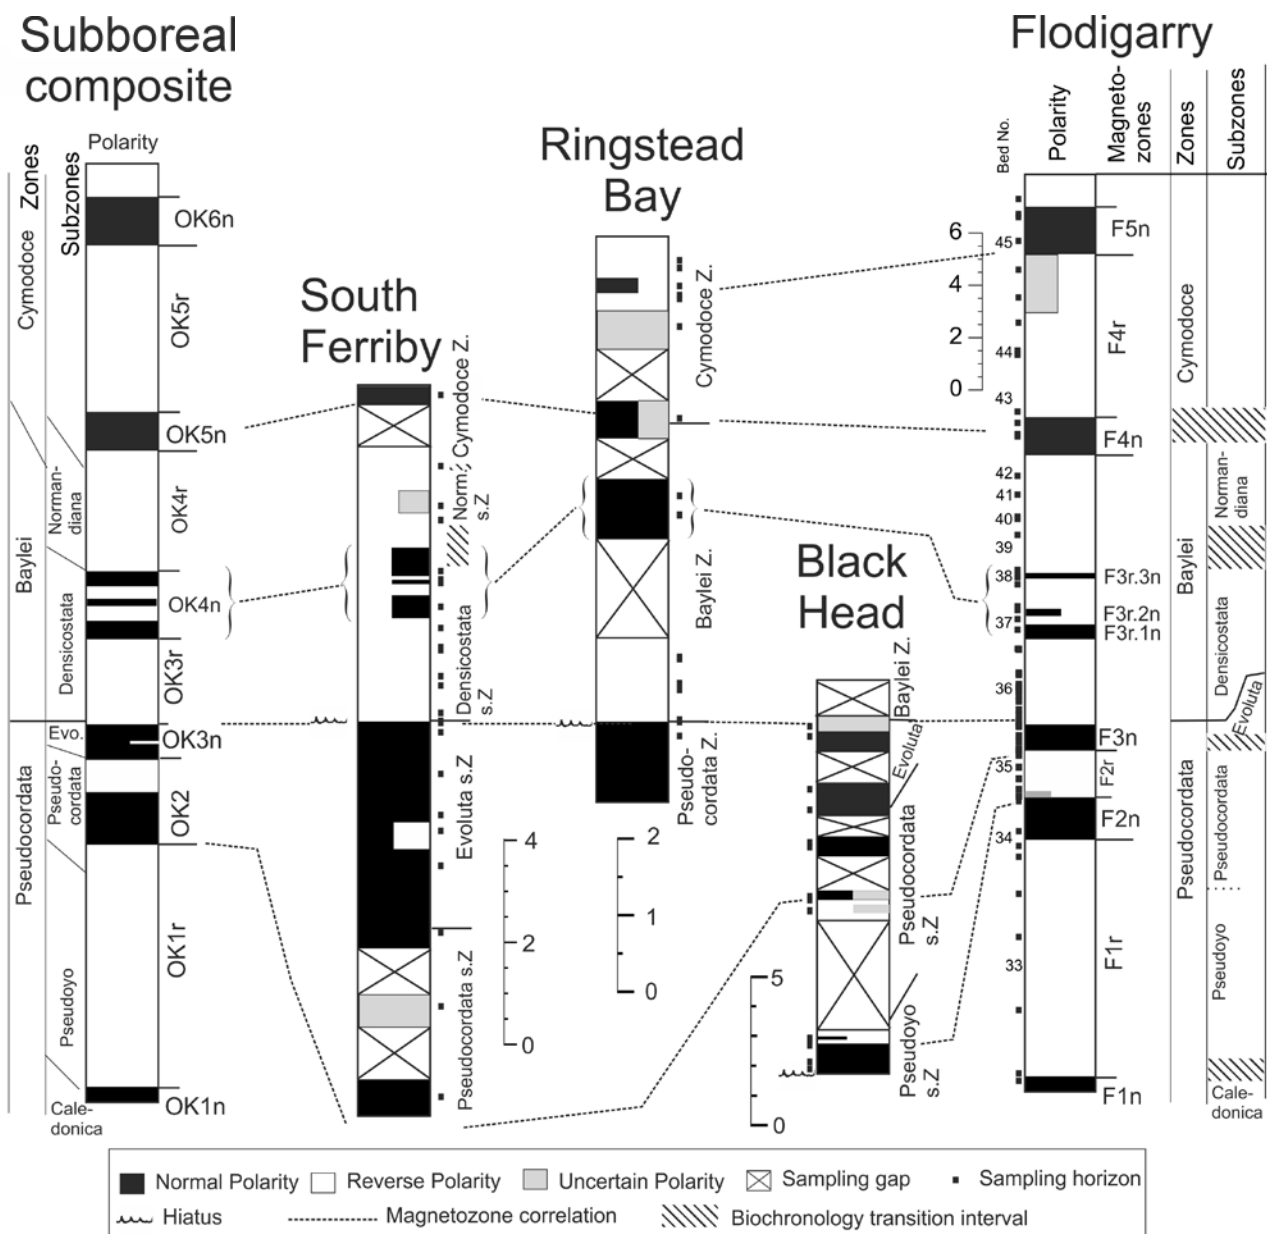 Subboreal
composite
Zones
Subzones
Polarity
Cymodoce
Baylei
Pseudocordata
Norman-
diana
Densicostata
Evo.
Pseudo-
cordata
Pseudoyo
Cale-
donica
OK6n
OK5r
OK5n
OK4r
OK4n
OK3r
OK3n
OK2
OK1r
OK1n
South
Ferriby
Cymodoce Z.
Norm.
s.Z
Densicostata
s.Z
Evoluta s.Z
Pseudocordata s.Z
4
2
0
Ringstead
Bay
Cymodoce Z.
Baylei Z.
Pseudo-
cordata Z.
2
1
0
Black
Head
Baylei Z.
Evoluta
Pseudocordata
s.Z
Pseudoyo
s.Z
5
0
Flodigarry
Bed No.
Polarity
Magneto-
zones
Zones
Subzones
6
4
2
0
45
44
43
42
41
40
39
38
37
36
35
34
33
F5n
F4r
F4n
F3r.3n
F3r.2n
F3r.1n
F3n
F2r
F2n
F1r
F1n
Cymodoce
Baylei
Pseudocordata
Norman-
diana
Densicostata
Evoluta
Pseudocordata
Pseudoyo
Cale-
donica
Normal Polarity Reverse Polarity Uncertain Polarity Sampling gap Sampling horizon
Hiatus Magnetozone correlation Biochronology transition interval